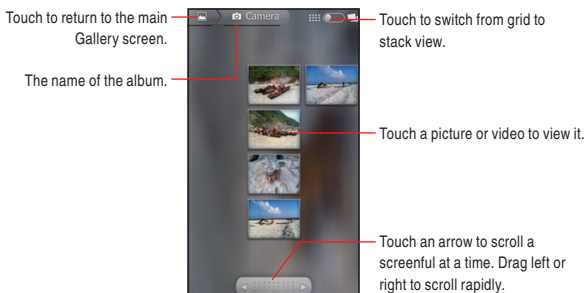 Touch to return to the main
Gallery screen.
The name of the album.
Camera
Touch to switch from grid to
stack view.
Touch a picture or video to view it.
Touch an arrow to scroll a
screenful at a time. Drag left or
right to scroll rapidly.